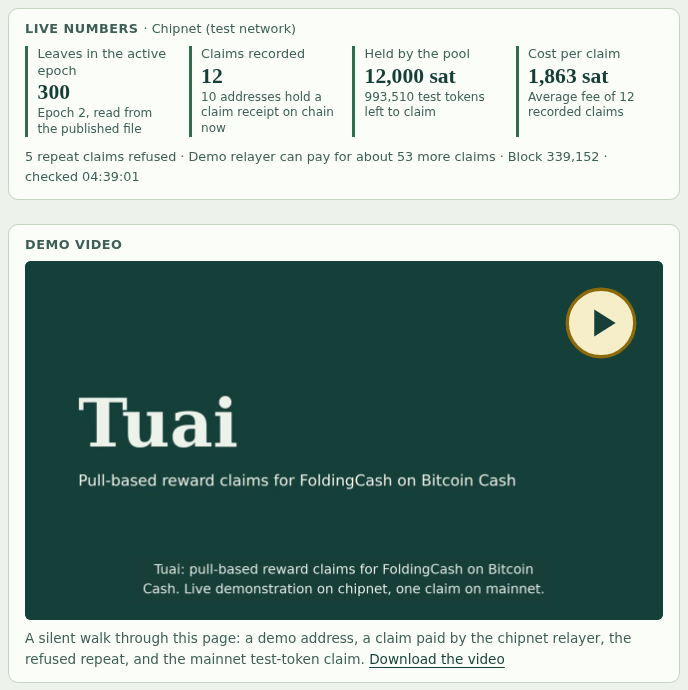 LIVE NUMBERS · Chipnet (test network)
Leaves in the active
epoch
300
Epoch 2, read from
the published file
Claims recorded
12
10 addresses hold a
claim receipt on chain
now
Held by the pool
12,000 sat
993,510 test tokens
left to claim
Cost per claim
1,863 sat
Average fee of 12
recorded claims
5 repeat claims refused · Demo relayer can pay for about 53 more claims · Block 339,152 ·
checked 04:39:01
DEMO VIDEO
Tuai
Pull-based reward claims for FoldingCash on Bitcoin Cash
Tuai: pull-based reward claims for FoldingCash on Bitcoin
Cash. Live demonstration on chipnet, one claim on mainnet.
A silent walk through this page: a demo address, a claim paid by the chipnet relayer, the
refused repeat, and the mainnet test-token claim. Download the video